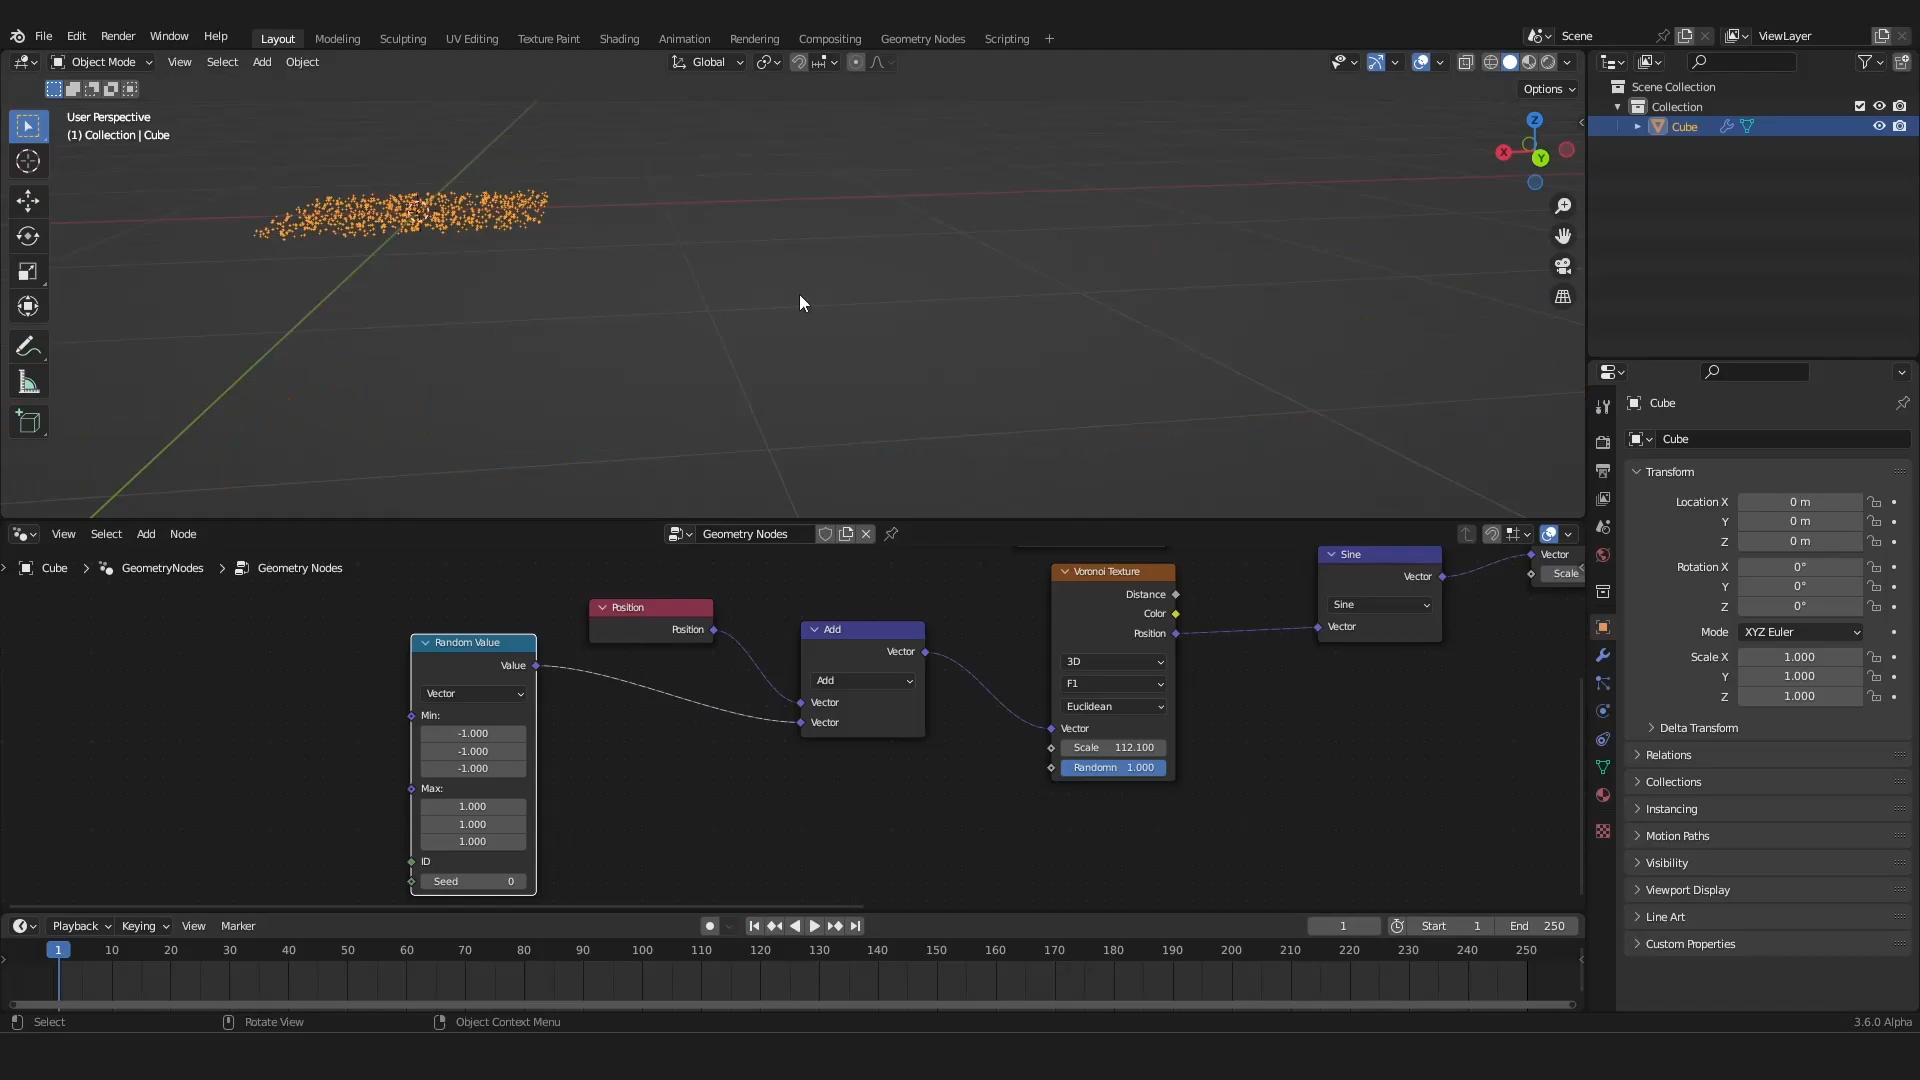 File Edit Render Window Help Layout Modeling Sculpting UV Editing Texture Paint Shading Animation Rendering Compositing Geometry Nodes Scripting + Scene ViewLayer
Object Mode View Select Add Object Global
Options
User Perspective
(1) Collection | Cube
Z
X
Y
Scene Collection
Collection
Cube
Cube
Cube
Transform
Location X 0 m
Y 0 m
Z 0 m
Rotation X 0°
Y 0°
Z 0°
Mode XYZ Euler
Scale X 1.000
Y 1.000
Z 1.000
Delta Transform
Relations
Collections
Instancing
Motion Paths
Visibility
Viewport Display
Line Art
Custom Properties
View Select Add Node Geometry Nodes
Cube > GeometryNodes > Geometry Nodes
Random Value
Value
Vector
Min:
-1.000
-1.000
-1.000
Max:
1.000
1.000
1.000
ID
Seed 0
Position
Position
Add
Vector
Add
Vector
Vector
Voronoi Texture
Distance
Color
Position
3D
F1
Euclidean
Vector
Scale 112.100
Randomn 1.000
Sine
Vector
Sine
Vector
Vector
Scale
Playback Keying View Marker 1 Start 1 End 250
1 10 20 30 40 50 60 70 80 90 100 110 120 130 140 150 160 170 180 190 200 210 220 230 240 250
Select Rotate View Object Context Menu 3.6.0 Alpha